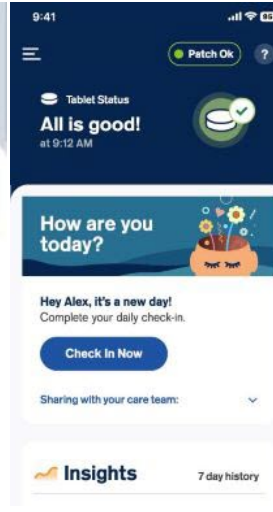 9:41
Patch Ok
?
Tablet Status
All is good!
at 9:12 AM
How are you
today?
Hey Alex, it's a new day!
Complete your daily check-in.
Check In Now
Sharing with your care team:
Insights
7 day history